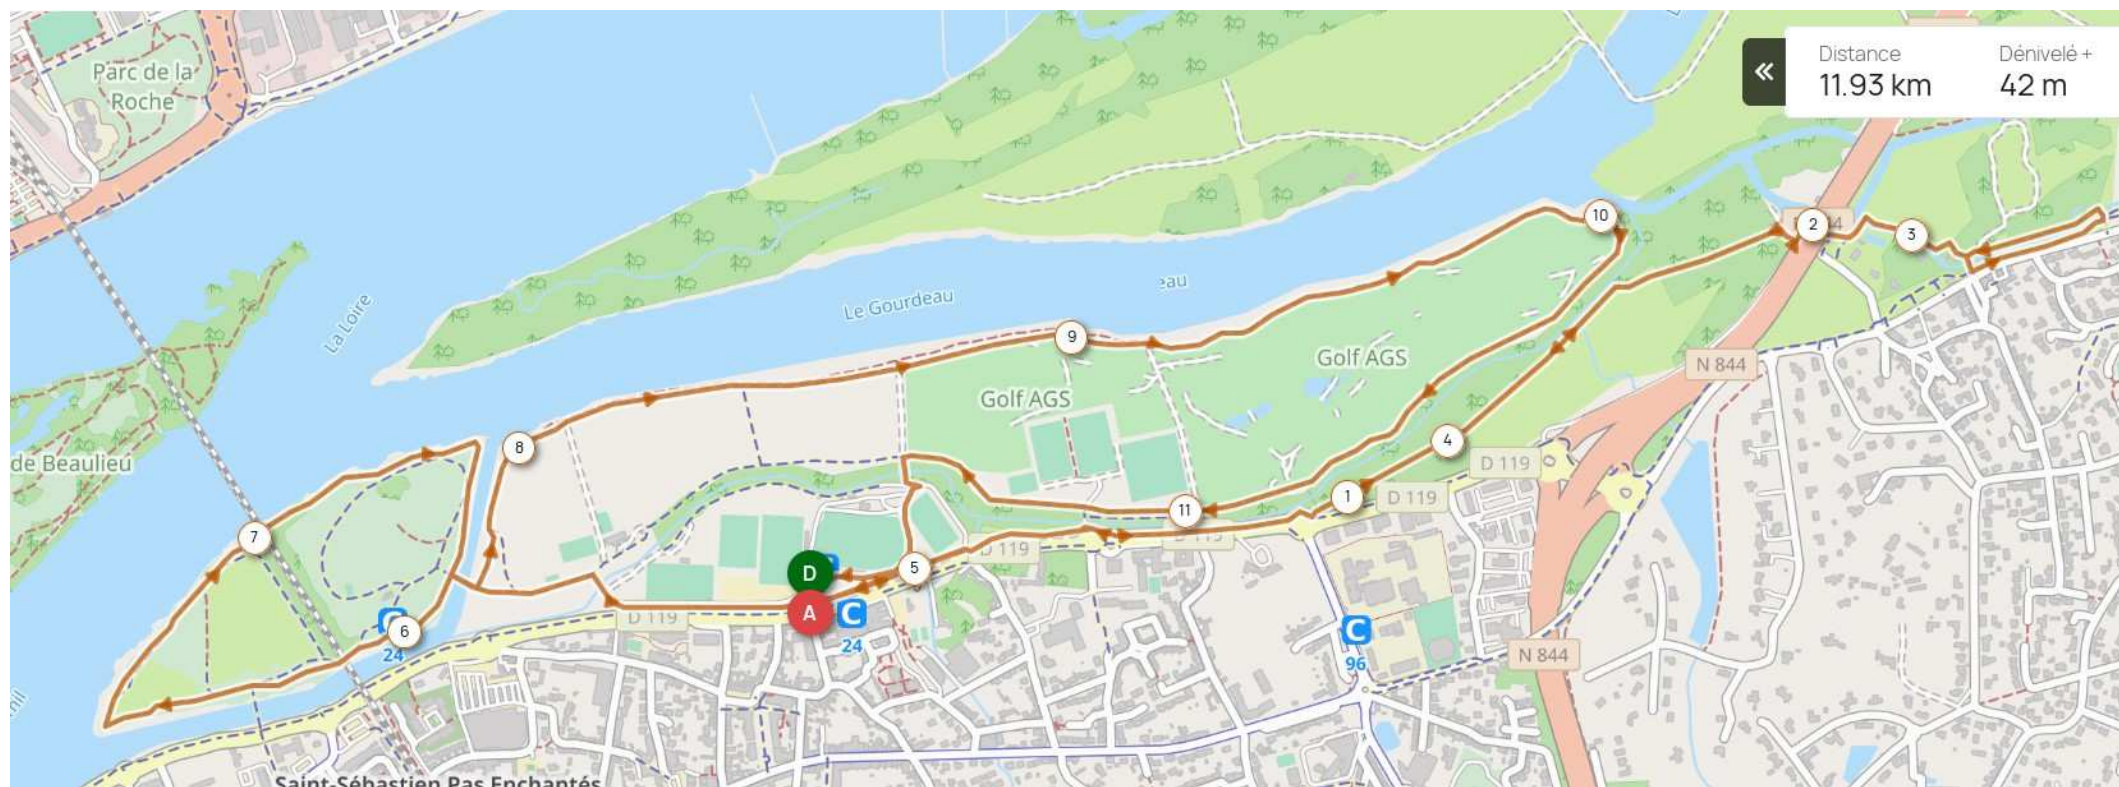 Parc de la
Roche
Distance
11.93 km
Dénivelé +
42 m
La Loire
Le Gourdeau
eau
de Beaulieu
Golf AGS
Golf AGS
N 844
D 119
D 119
D 119
D 119
N 844
1
2
3
4
5
6
7
8
9
10
11
D
A
C
24
24
C
96
Saint-Sébastien Pas Enchantés